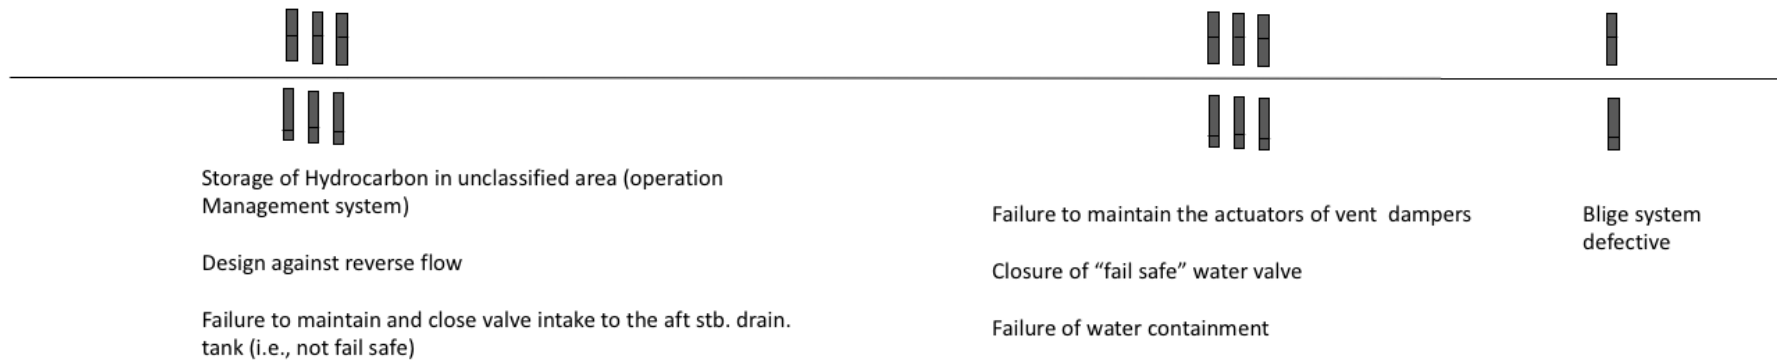 Storage of Hydrocarbon in unclassified area (operation
Management system)
Design against reverse flow
Failure to maintain and close valve intake to the aft stb. drain.
tank (i.e., not fail safe)
Failure to maintain the actuators of vent  dampers
Closure of “fail safe” water valve
Failure of water containment
Blige system
defective